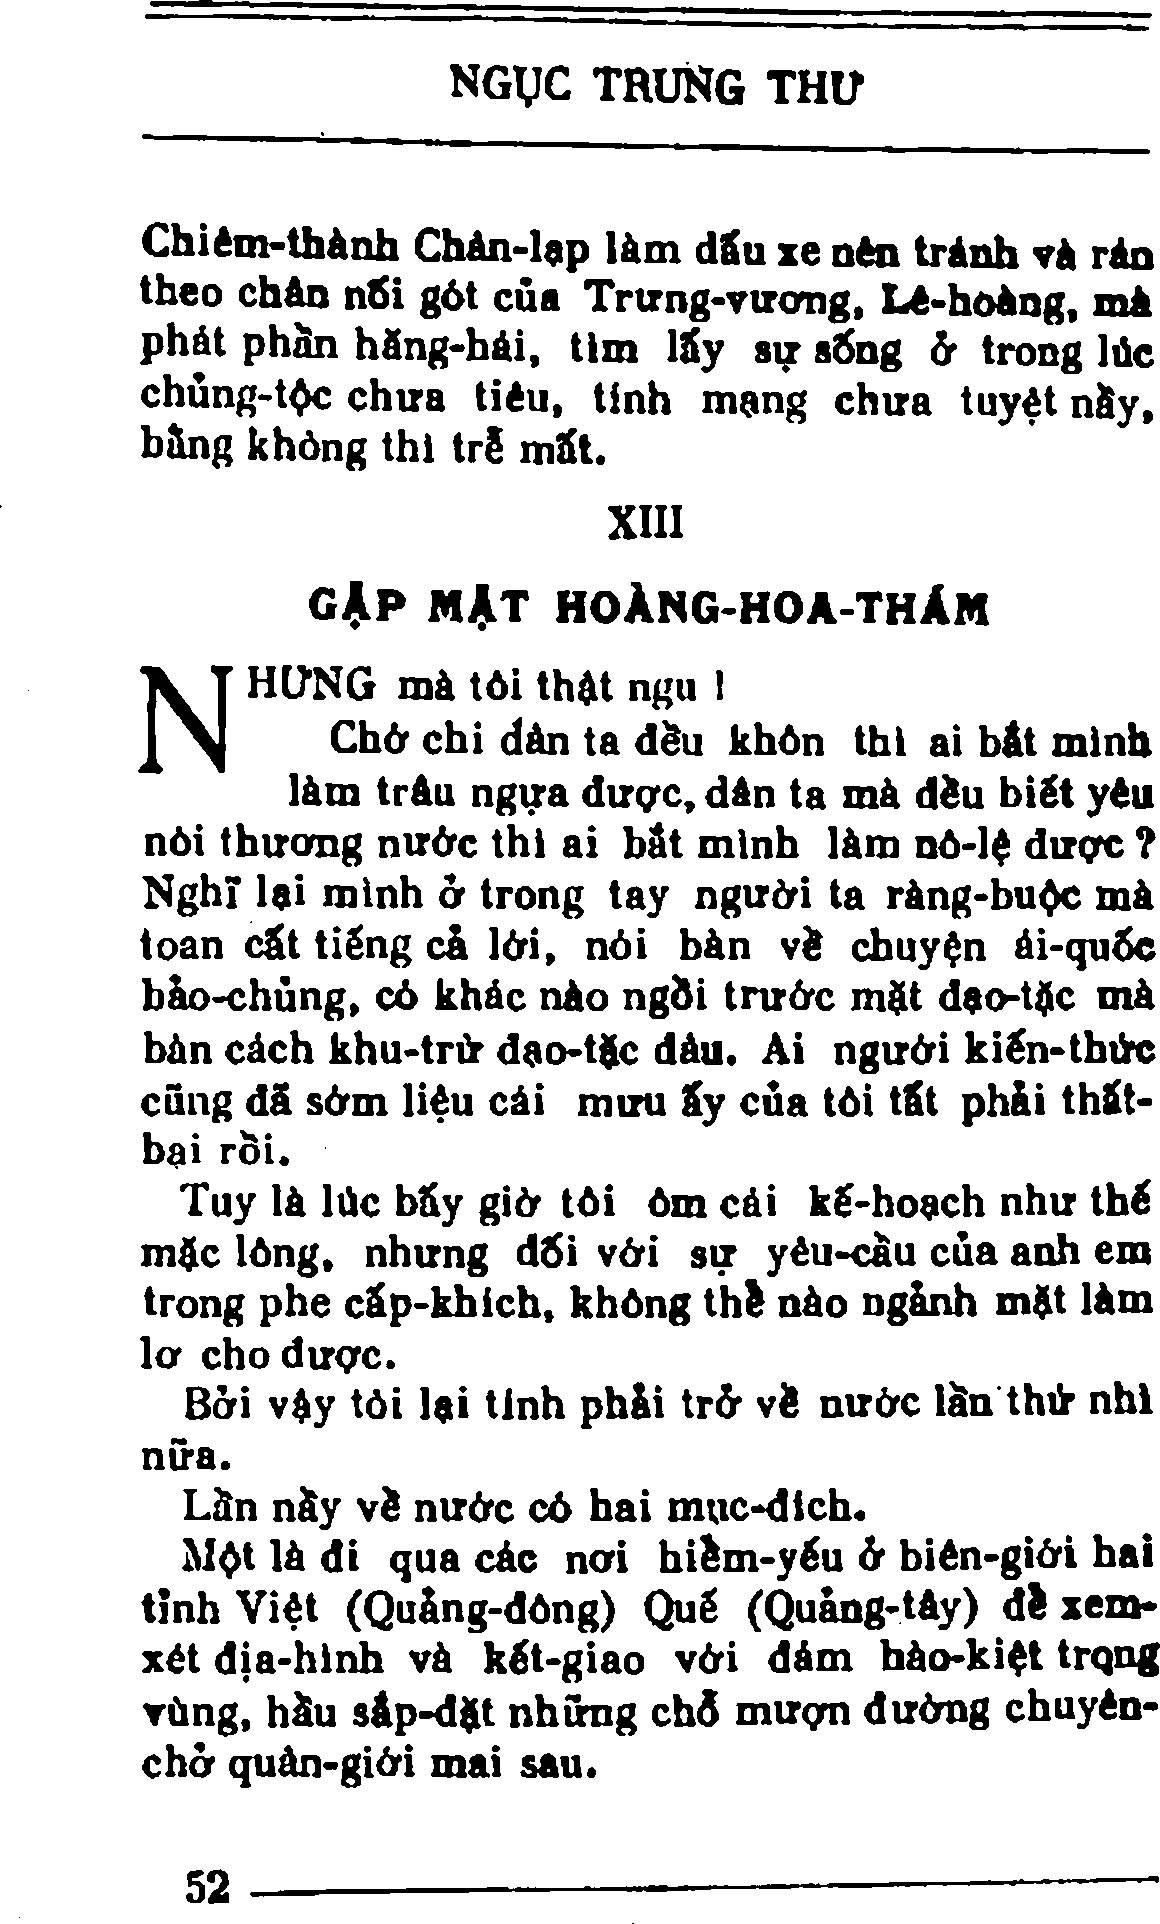 NGỤC TRUNG THƯ
Chiêm-thành Chân-lạp làm dấu xe nên tránh và rán
theo chân nối gót của Trưng-vương, Lê-hoàng, mà
phát phần hăng-hái, tìm lấy sự sống ở trong lúc
chủng-tộc chưa tiêu, tính mạng chưa tuyệt nầy,
bằng không thì trễ mất.
XIII
GẶP MẶT HOÀNG-HOA-THÁM
NHƯNG mà tôi thật ngu !
Chớ chi dân ta đều khôn thì ai bắt mình
làm trâu ngựa được, dân ta mà đều biết yêu
nòi thương nước thì ai bắt mình làm nô-lệ được ?
Nghĩ lại mình ở trong tay người ta ràng-buộc mà
toan cất tiếng cả lời, nói bàn về chuyện ái-quốc
bảo-chủng, có khác nào ngồi trước mặt đạo-tặc mà
bàn cách khu-trừ đạo-tặc đâu. Ai người kiến-thức
cũng đã sớm liệu cái mưu ấy của tôi tất phải thất-
bại rồi.
Tuy là lúc bấy giờ tôi ôm cái kế-hoạch như thế
mặc lòng, nhưng đối với sự yêu-cầu của anh em
trong phe cấp-khích, không thể nào ngảnh mặt làm
lơ cho được.
Bởi vậy tôi lại tính phải trở về nước lần thứ nhì
nữa.
Lần nầy về nước có hai mục-đích.
Một là đi qua các nơi hiểm-yếu ở biên-giới hai
tỉnh Việt (Quảng-đông) Quế (Quảng-tây) để xem-
xét địa-hình và kết-giao với đám hào-kiệt trong
vùng, hầu sắp-đặt những chỗ mượn đường chuyên-
chở quân-giới mai sau.
52